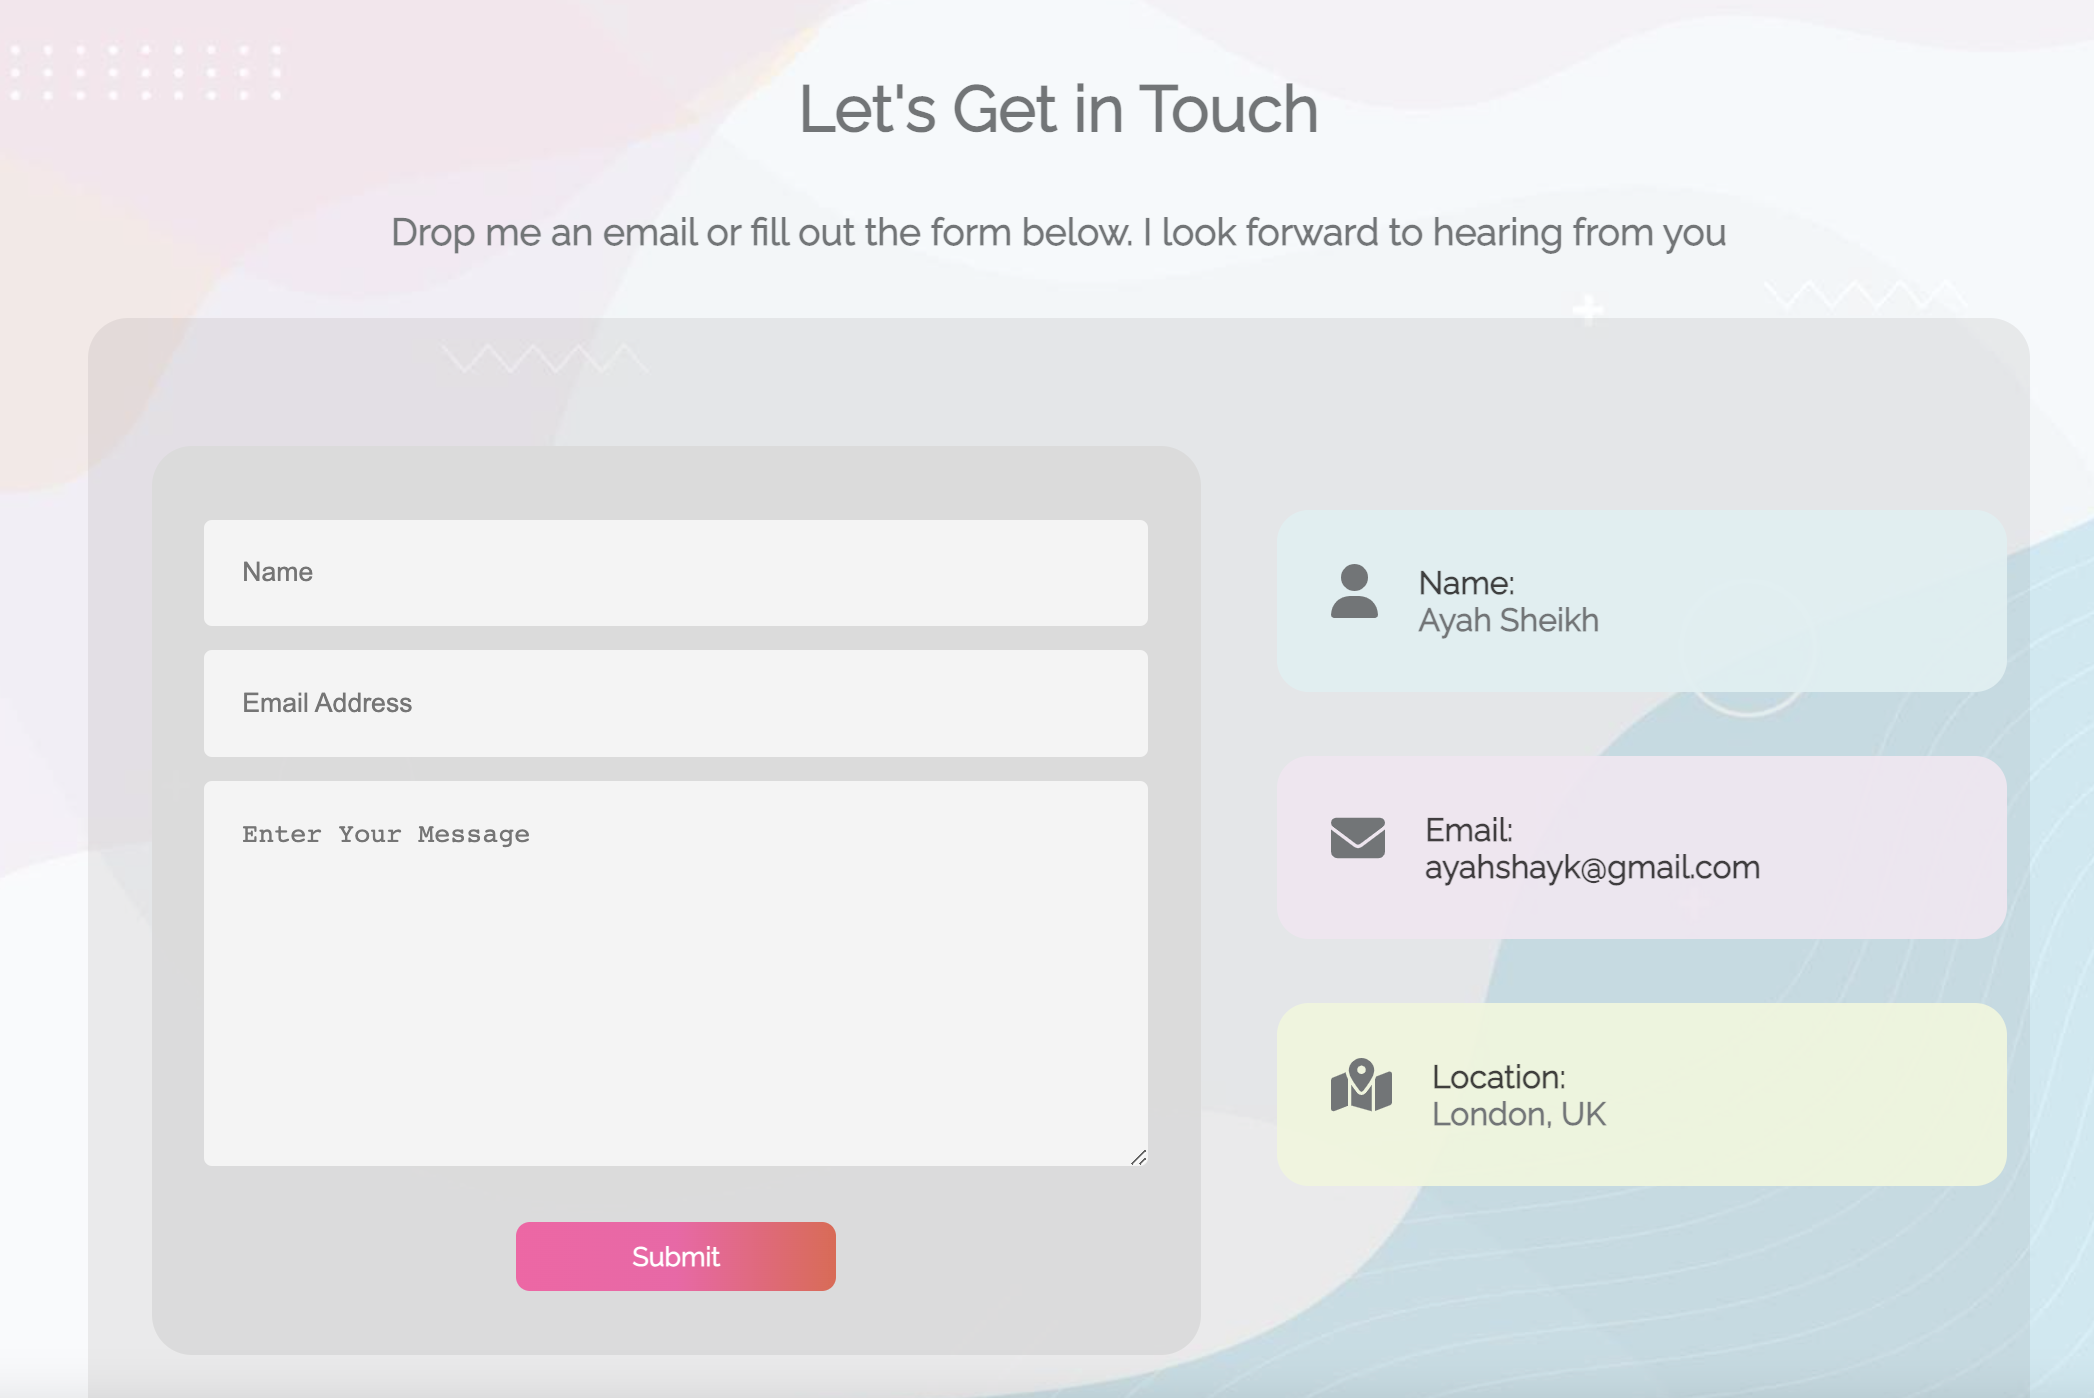 Let's Get in Touch
Drop me an email or fill out the form below. I look forward to hearing from you
Name
Email Address
Enter Your Message
Submit
Name:
Ayah Sheikh
Email:
ayahshayk@gmail.com
Location:
London, UK